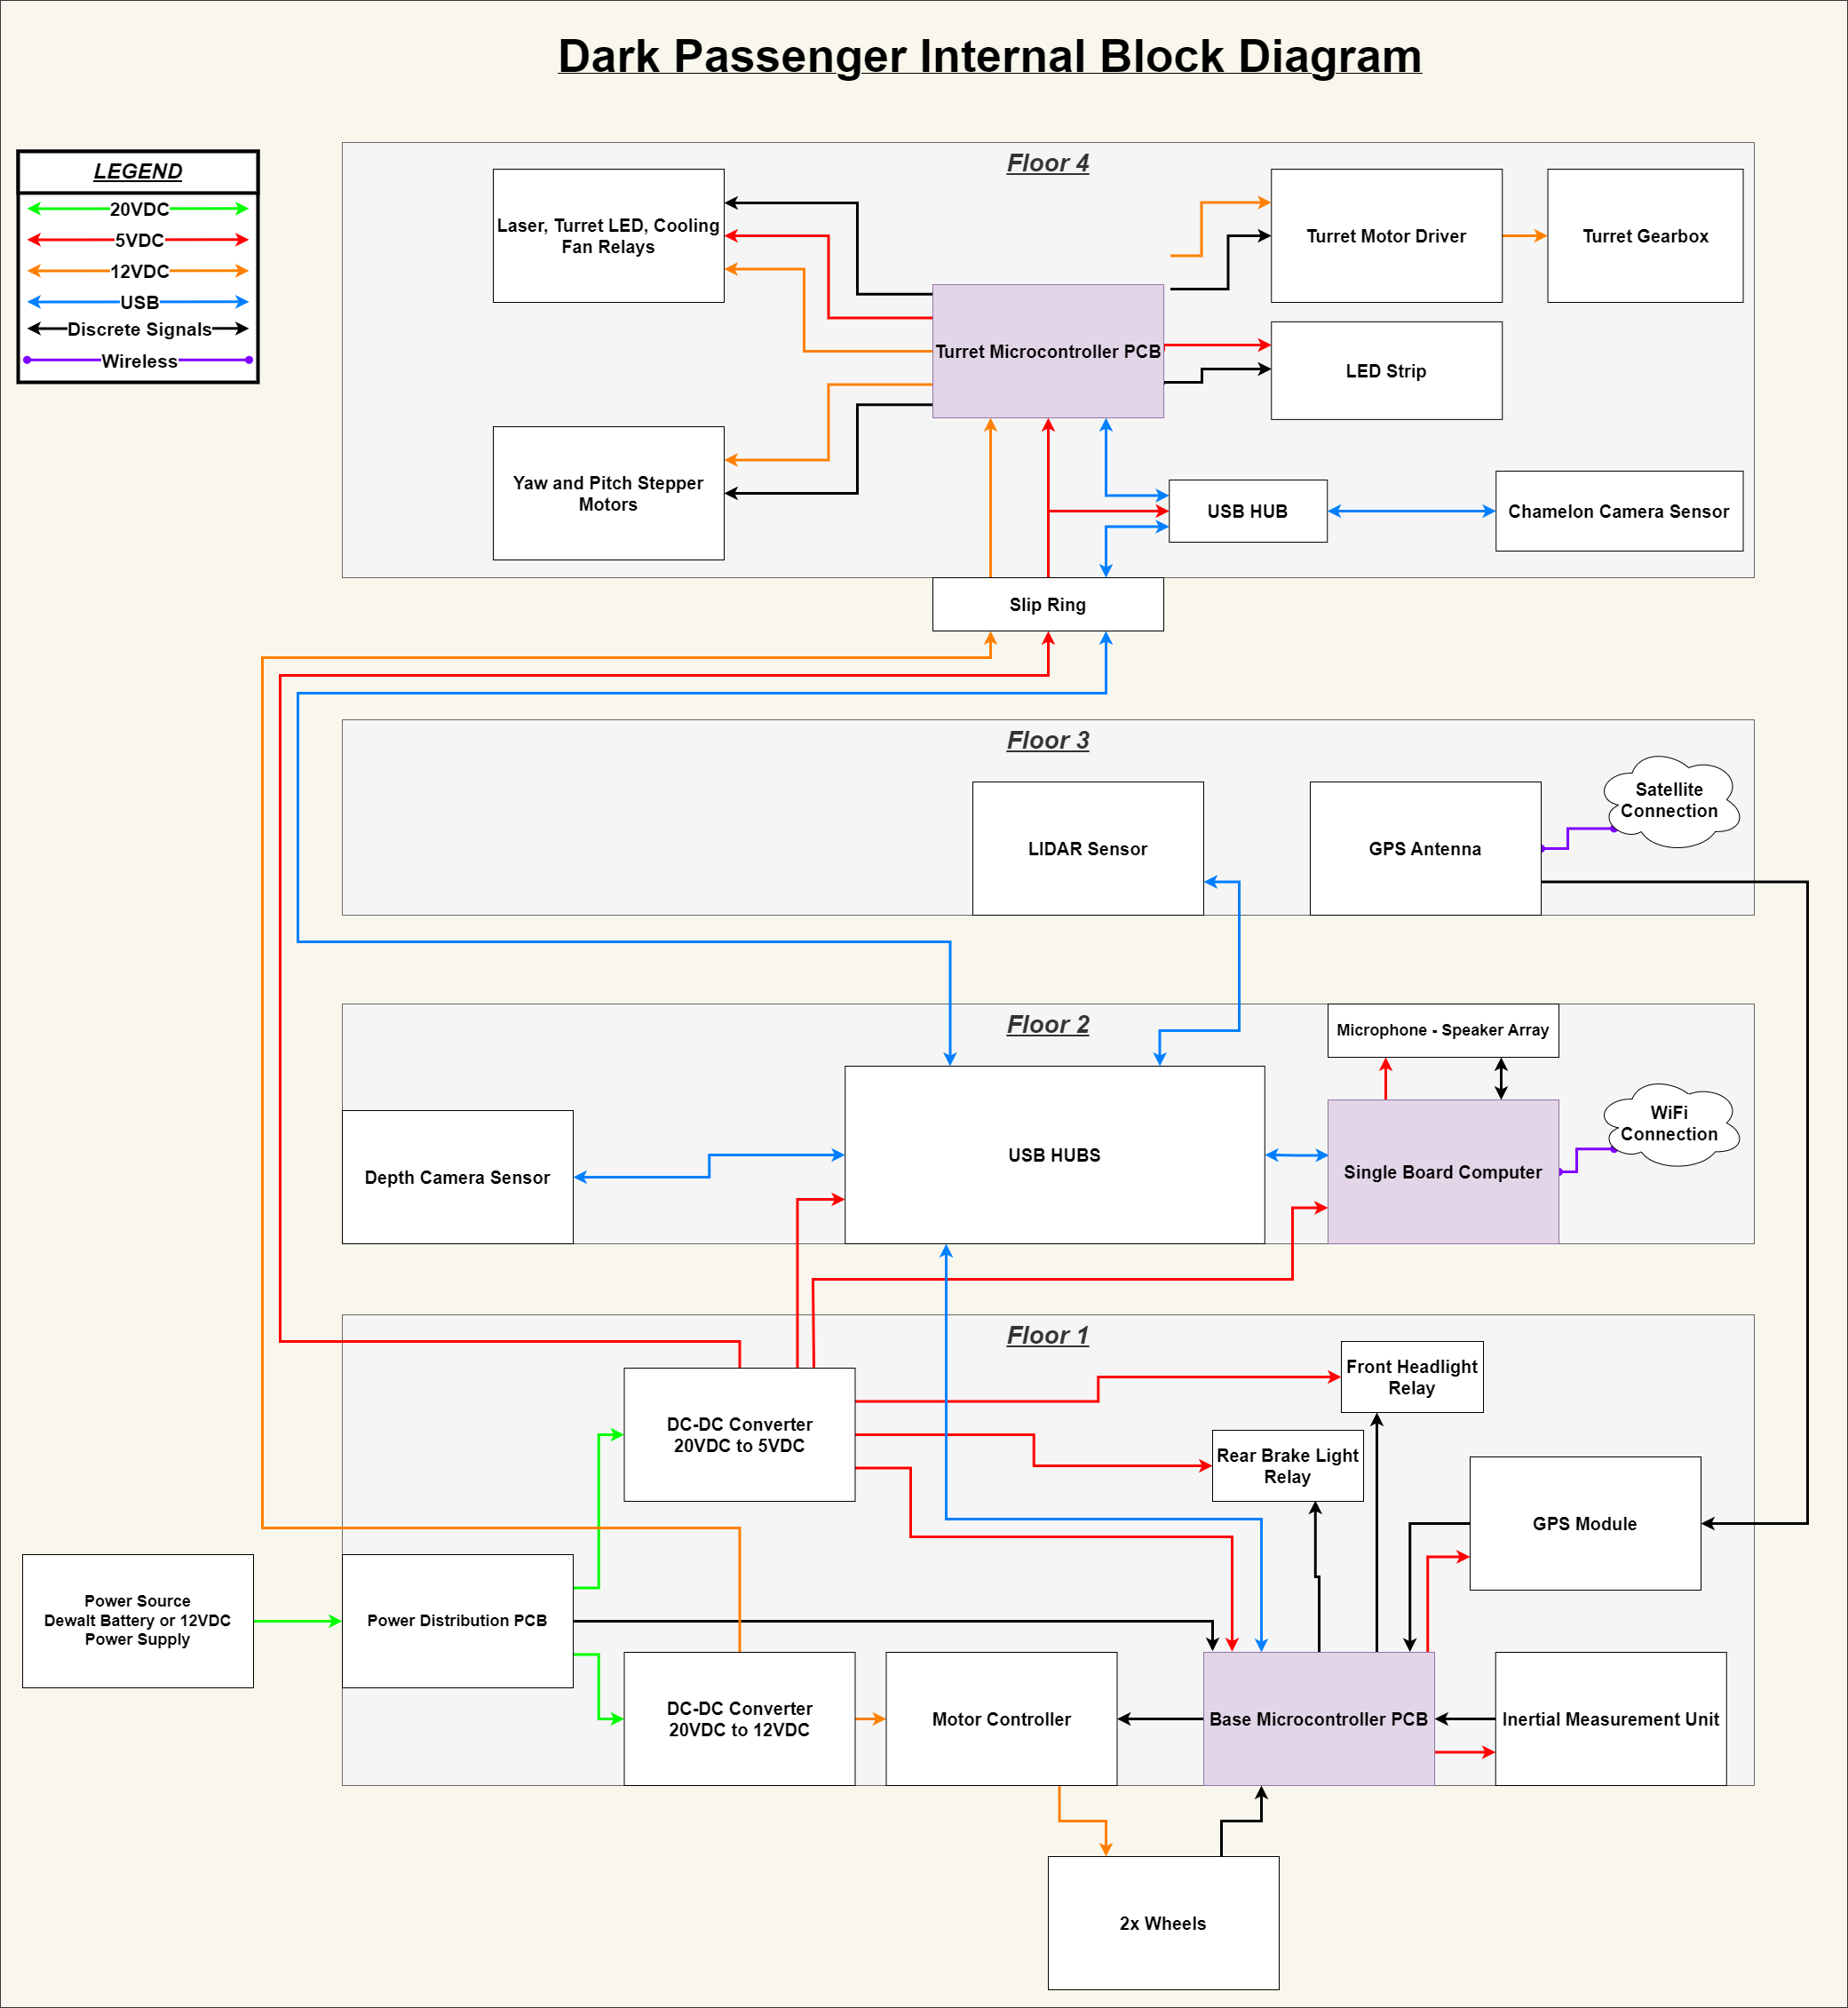 Dark Passenger Internal Block Diagram
LEGEND
20VDC
5VDC
12VDC
USB
Discrete Signals
Wireless
Floor 4
Laser, Turret LED, Cooling
Fan Relays
Turret Motor Driver
Turret Gearbox
Turret Microcontroller PCB
LED Strip
Yaw and Pitch Stepper
Motors
USB HUB
Chamelon Camera Sensor
Slip Ring
Floor 3
LIDAR Sensor
GPS Antenna
Satellite
Connection
Floor 2
Microphone - Speaker Array
Depth Camera Sensor
USB HUBS
Single Board Computer
WiFi
Connection
Floor 1
DC-DC Converter
20VDC to 5VDC
Front Headlight
Relay
Rear Brake Light
Relay
GPS Module
Power Source
Dewalt Battery or 12VDC
Power Supply
Power Distribution PCB
DC-DC Converter
20VDC to 12VDC
Motor Controller
Base Microcontroller PCB
Inertial Measurement Unit
2x Wheels